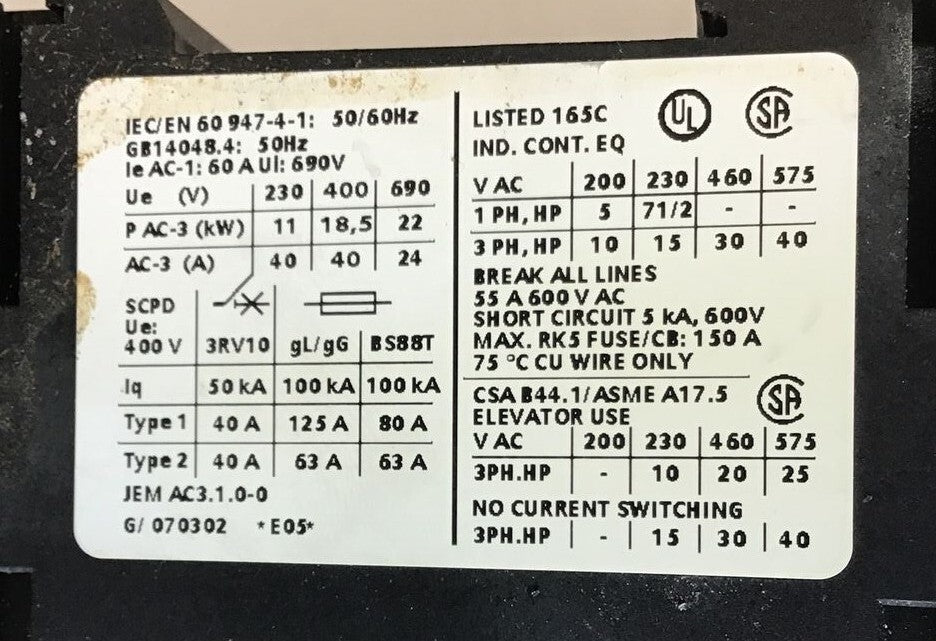 IEC/EN 60 947-4-1: 50/60Hz
GB14048.4: 50Hz
Ie AC-1: 60 A Ui: 690V
Ue (V) 230 400 690
P AC-3 (kW) 11 18,5 22
AC-3 (A) 40 40 24
SCPD
Ue:
400 V 3RV10 gL/gG BS88T
Iq 50 kA 100 kA 100 kA
Type 1 40 A 125 A 80 A
Type 2 40 A 63 A 63 A
JEM AC3.1.0-0
G/ 070302 *E05*
LISTED 165C UL SA
IND. CONT. EQ
V AC 200 230 460 575
1 PH, HP 5 71/2 - -
3 PH, HP 10 15 30 40
BREAK ALL LINES
55 A 600 V AC
SHORT CIRCUIT 5 kA, 600V
MAX. RK5 FUSE/CB: 150 A
75 °C CU WIRE ONLY
CSA B44.1/ASME A17.5 SA
ELEVATOR USE
V AC 200 230 460 575
3PH.HP - 10 20 25
NO CURRENT SWITCHING
3PH.HP - 15 30 40